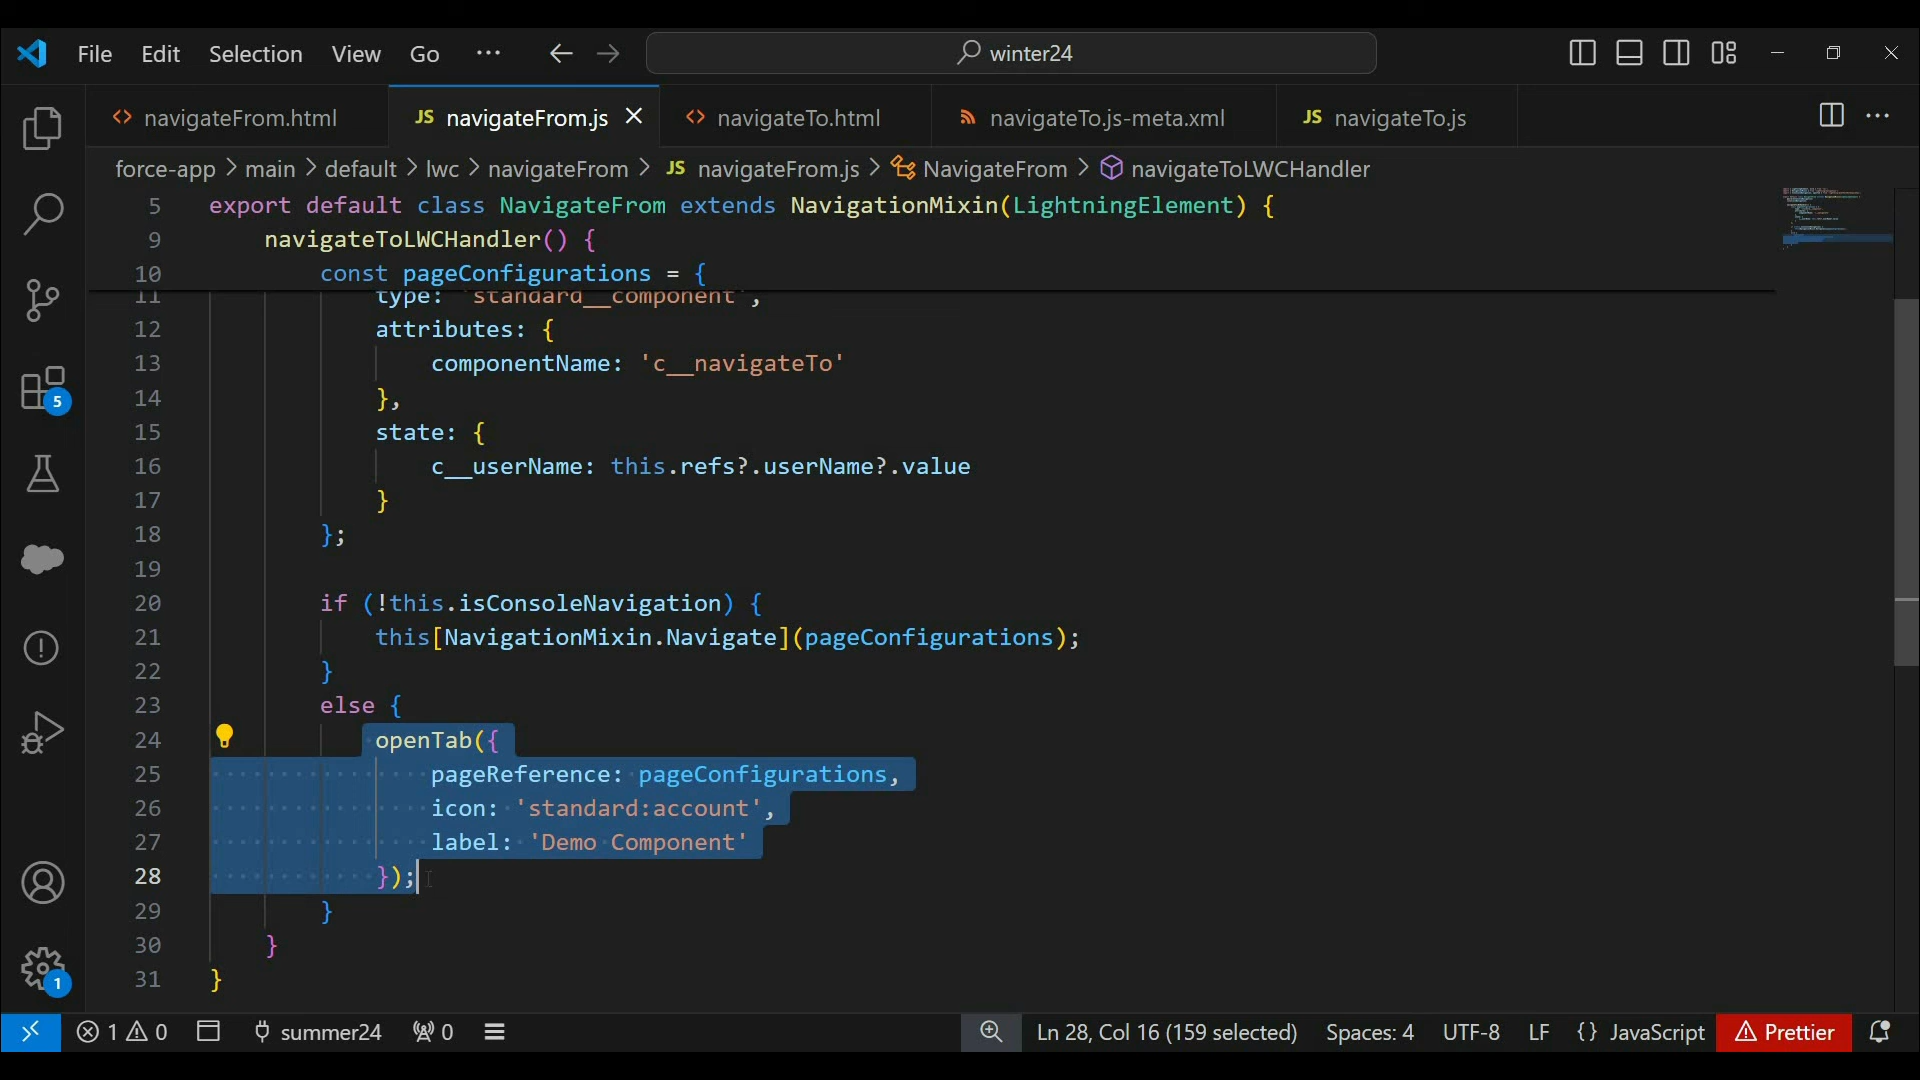 File Edit Selection View Go ··· winter24
navigateFrom.html JS navigateFrom.js navigateTo.html navigateTo.js-meta.xml JS navigateTo.js ···
force-app > main > default > lwc > navigateFrom > JS navigateFrom.js > NavigateFrom > navigateToLWCHandler
5 export default class NavigateFrom extends NavigationMixin(LightningElement) {
9 navigateToLWCHandler() {
10 const pageConfigurations = {
11 type: 'standard__component',
12 attributes: {
13 componentName: 'c__navigateTo'
14 },
15 state: {
16 c__userName: this.refs?.userName?.value
17 }
18 };
19
20 if (!this.isConsoleNavigation) {
21 this[NavigationMixin.Navigate](pageConfigurations);
22 }
23 else {
24 openTab({
25 pageReference: pageConfigurations,
26 icon: 'standard:account',
27 label: 'Demo Component'
28 });
29 }
30 }
31 }
5
1
1 0 summer24 0 Ln 28, Col 16 (159 selected) Spaces: 4 UTF-8 LF {} JavaScript Prettier